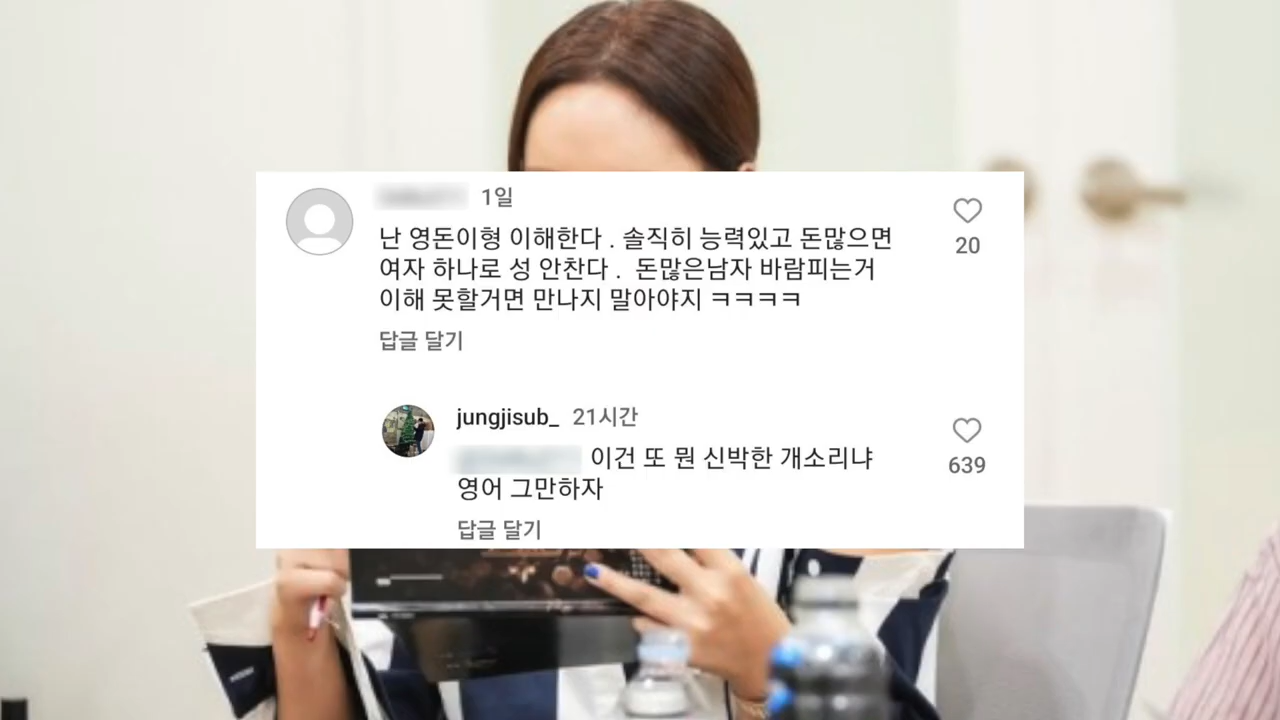 1일
20
난 영돈이형 이해한다 . 솔직히 능력있고 돈많으면
여자 하나로 성 안찬다 . 돈많은남자 바람피는거
이해 못할거면 만나지 말아야지 ㅋㅋㅋㅋ
답글 달기
jungjisub_ 21시간
639
이건 또 뭔 신박한 개소리냐
영어 그만하자
답글 달기